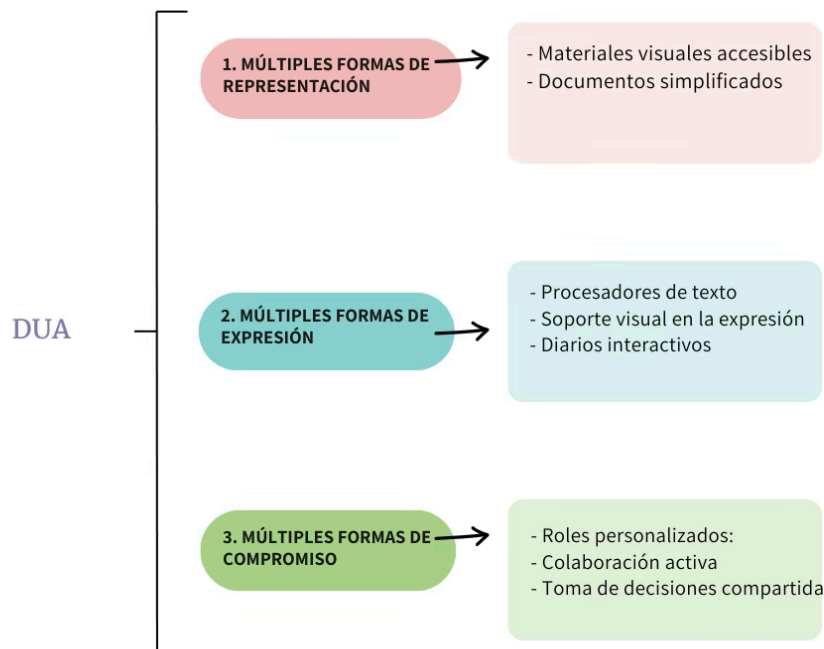 1. MÚLTIPLES FORMAS DE
REPRESENTACIÓN
- Materiales visuales accesibles
- Documentos simplificados
DUA
2. MÚLTIPLES FORMAS DE
EXPRESIÓN
- Procesadores de texto
- Soporte visual en la expresión
- Diarios interactivos
3. MÚLTIPLES FORMAS DE
COMPROMISO
- Roles personalizados:
- Colaboración activa
- Toma de decisiones compartida